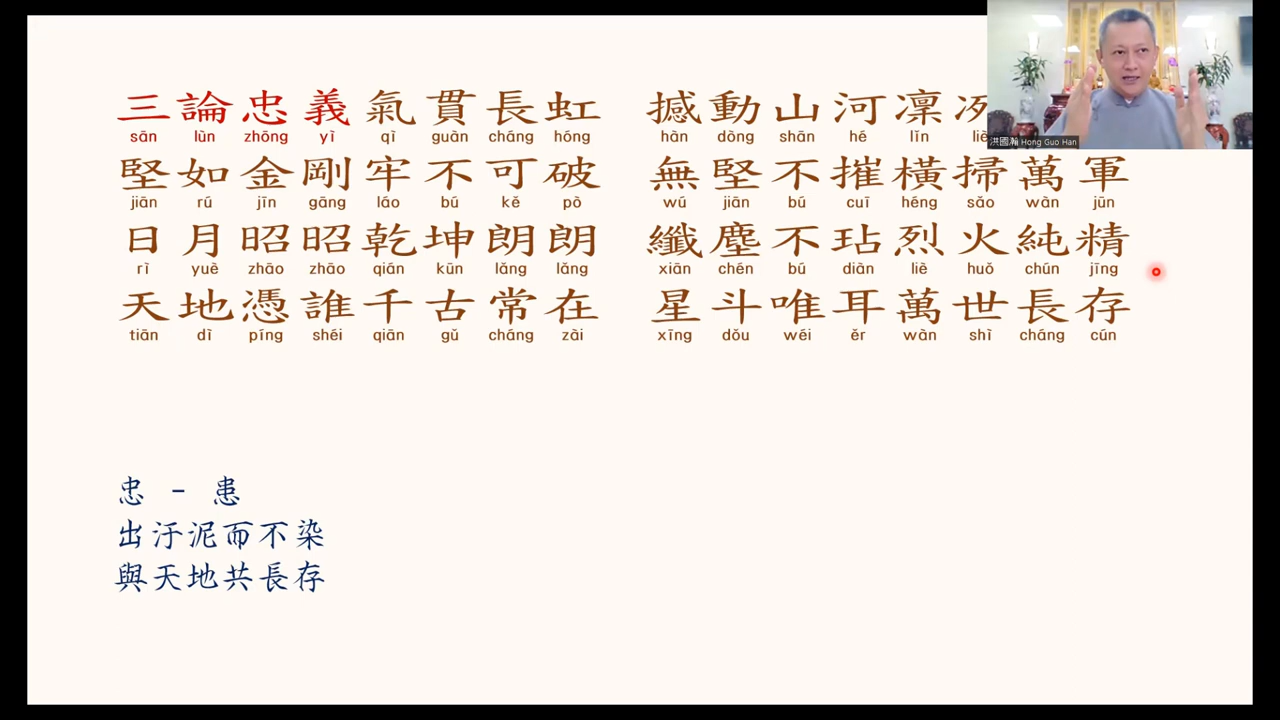 三論忠義氣貫長虹 撼動山河凜冽
sān lùn zhōng yì qì guàn cháng hóng hàn dòng shān hé lǐn liè
洪國瀚 Hong Guo Han
堅如金剛牢不可破 無堅不摧橫掃萬軍
jiān rú jīn gāng láo bú kě pò wú jiān bú cuī héng sǎo wàn jūn
日月昭昭乾坤朗朗 纖塵不玷烈火純精
rì yuè zhāo zhāo qián kūn lǎng lǎng xiān chén bú diàn liè huǒ chún jīng
天地憑誰千古常在 星斗唯耳萬世長存
tiān dì píng shéi qiān gǔ cháng zài xīng dǒu wéi ěr wàn shì cháng cún
忠 - 患
出汙泥而不染
與天地共長存